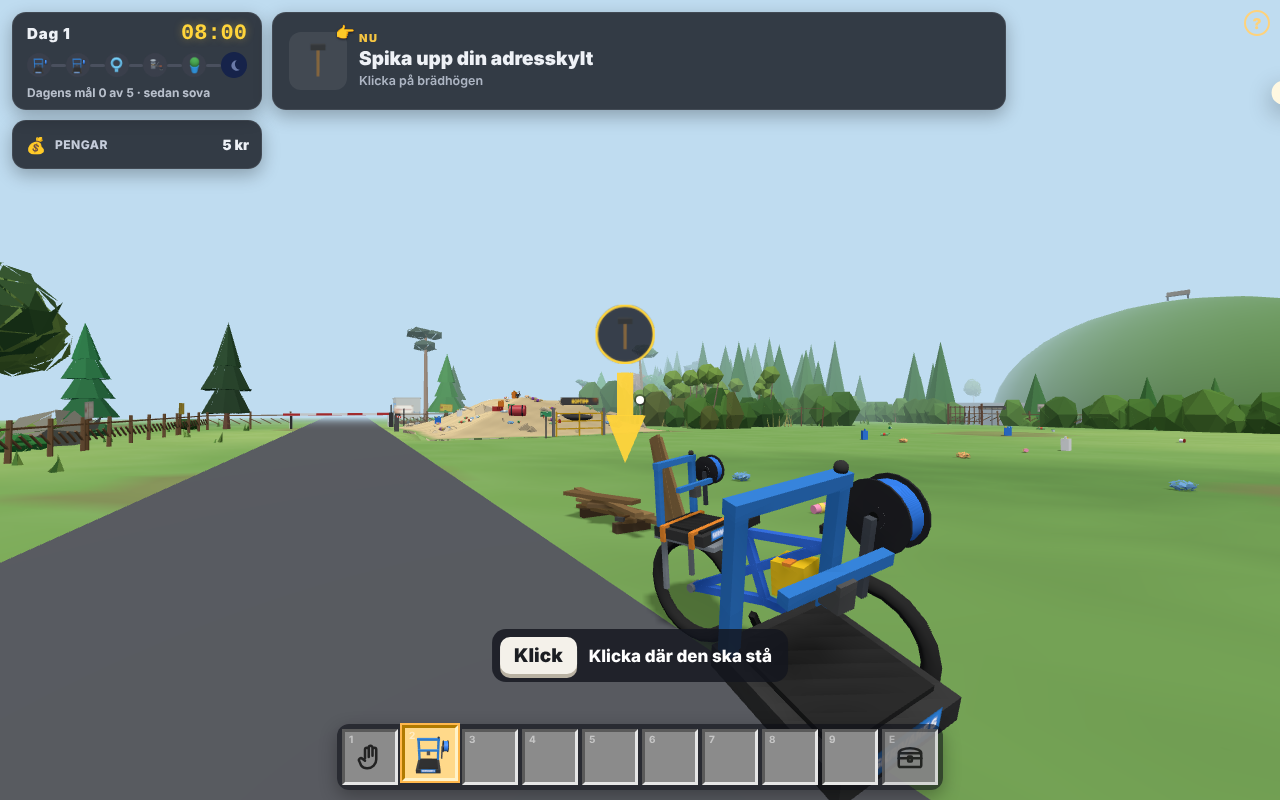 Dag 1
08:00
Dagens mål 0 av 5 · sedan sova
PENGAR
5 kr
NU
Spika upp din adresskylt
Klicka på brädhögen
Klick
Klicka där den ska stå
1
2
3
4
5
6
7
8
9
E